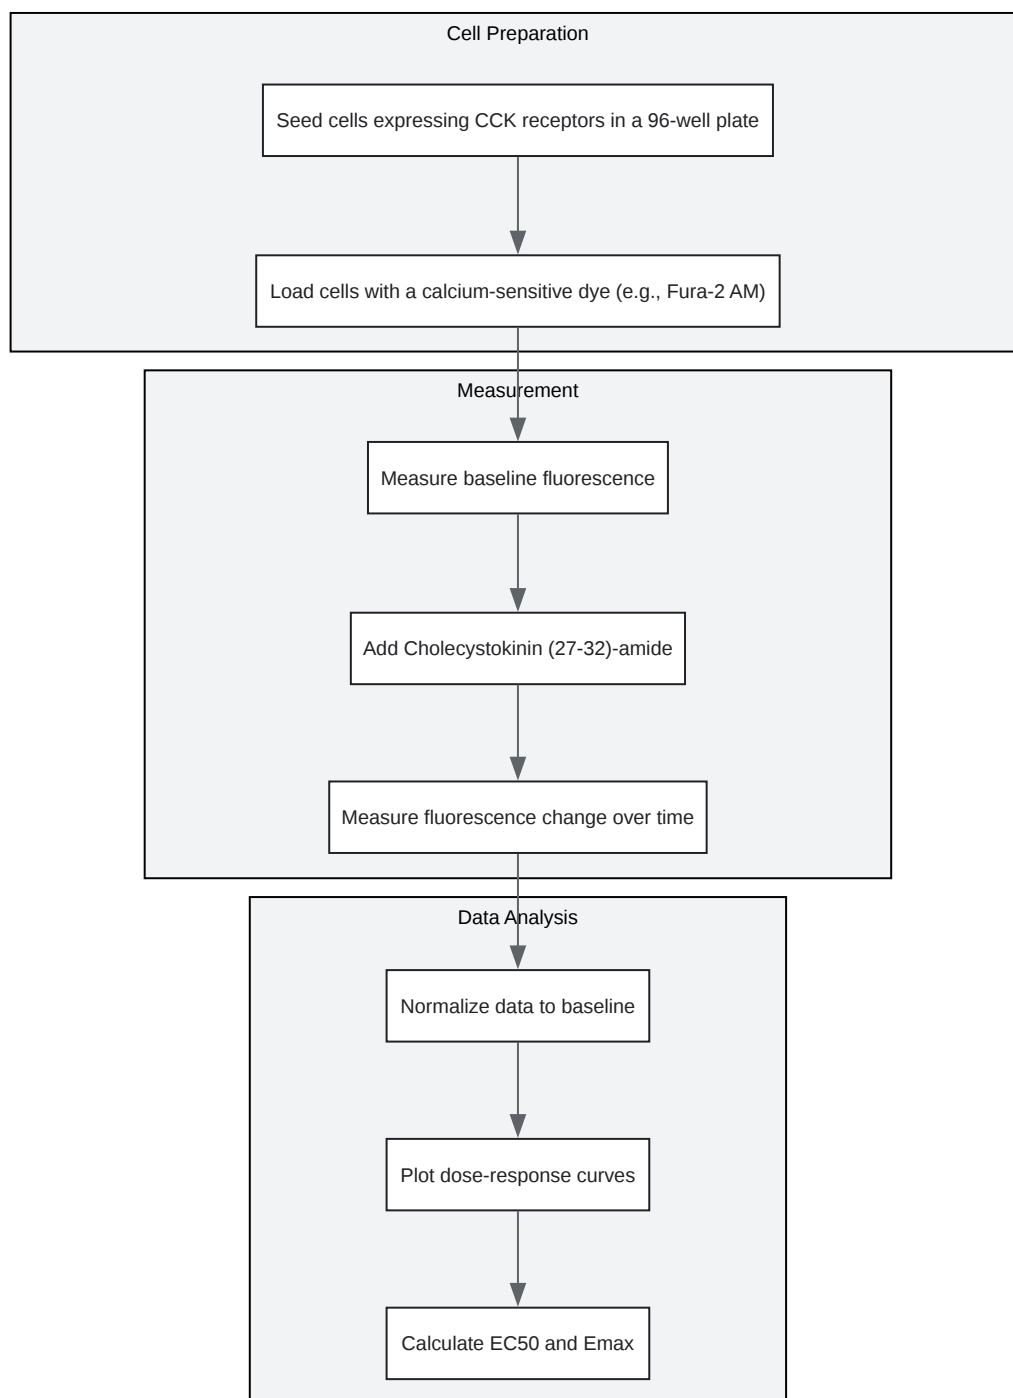 Cell Preparation
Seed cells expressing CCK receptors in a 96-well plate
Load cells with a calcium-sensitive dye (e.g., Fura-2 AM)
Measurement
Measure baseline fluorescence
Add Cholecystokinin (27-32)-amide
Measure fluorescence change over time
Data Analysis
Normalize data to baseline
Plot dose-response curves
Calculate EC50 and Emax